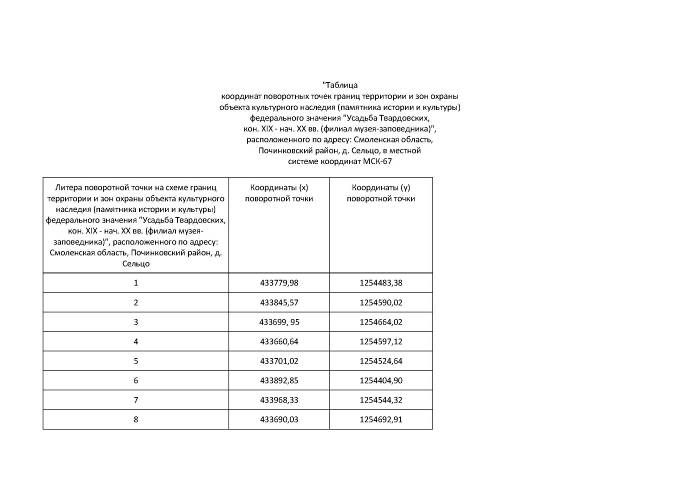 "Таблица
координат поворотных точек границ территории и зон охраны
объекта культурного наследия (памятника истории и культуры)
федерального значения "Усадьба Твардовских,
кон. XIX - нач. XX вв. (филиал музея-заповедника)",
расположенного по адресу: Смоленская область,
Починковский район, д. Сельцо, в местной
системе координат МСК-67
Литера поворотной точки на схеме границ
территории и зон охраны объекта культурного
наследия (памятника истории и культуры)
федерального значения "Усадьба Твардовских,
кон. XIX - нач. XX вв. (филиал музея-
заповедника)", расположенного по адресу:
Смоленская область, Починковский район, д.
Сельцо
Координаты (x)
поворотной точки
Координаты (y)
поворотной точки
1 433779,98 1254483,38
2 433845,57 1254590,02
3 433699, 95 1254664,02
4 433660,64 1254597,12
5 433701,02 1254524,64
6 433892,85 1254404,90
7 433968,33 1254544,32
8 433690,03 1254692,91